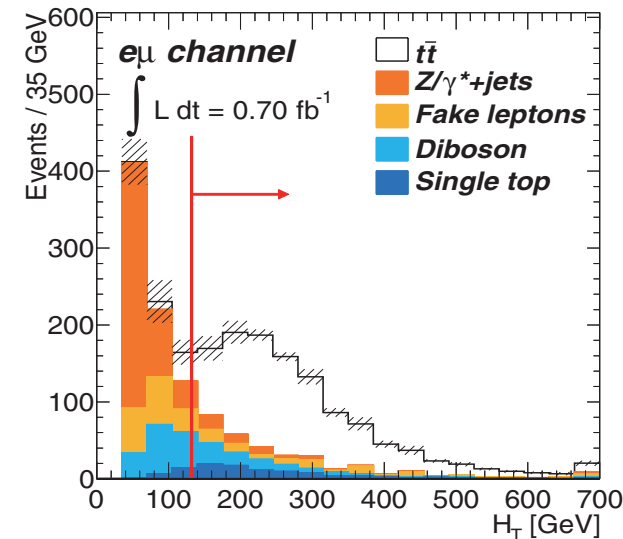 Events / 35 GeV
600
500
400
300
200
100
0
eμ channel
∫ L dt = 0.70 fb⁻¹
tt̄
Z/γ*+jets
Fake leptons
Diboson
Single top
0 100 200 300 400 500 600 700
H_T [GeV]